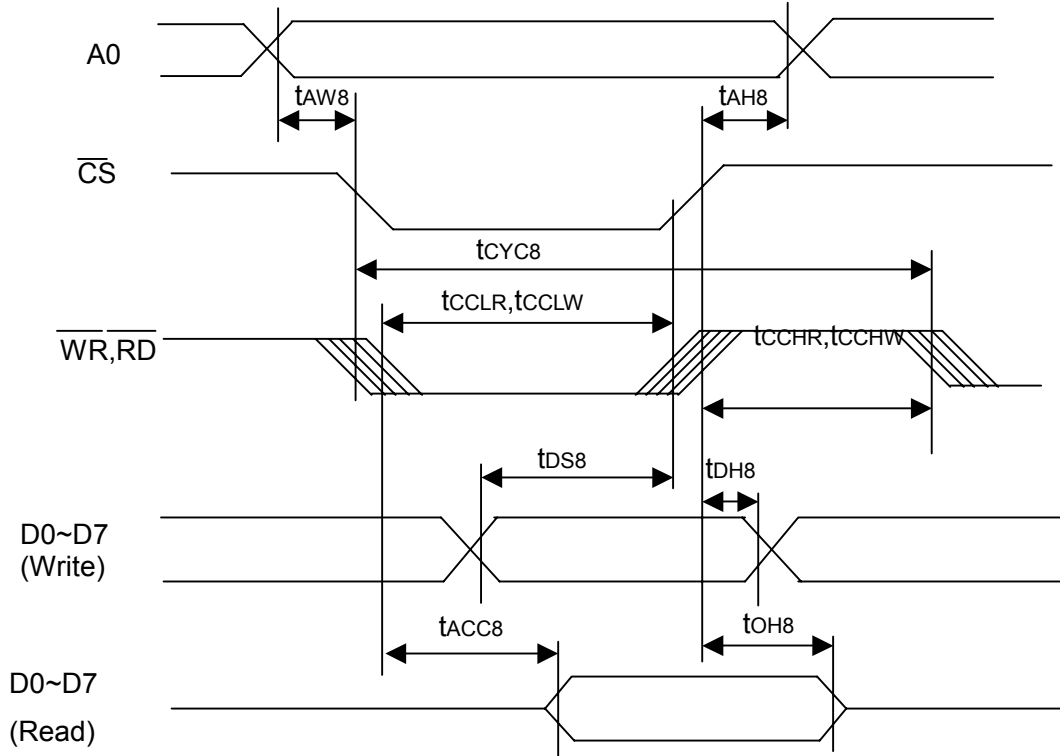 A0
tAW8
tAH8
CS
tCYC8
tCCLR,tCCLW
WR,RD
tCCHR,tCCHW
tDS8
tDH8
D0~D7
(Write)
tACC8
tOH8
D0~D7
(Read)